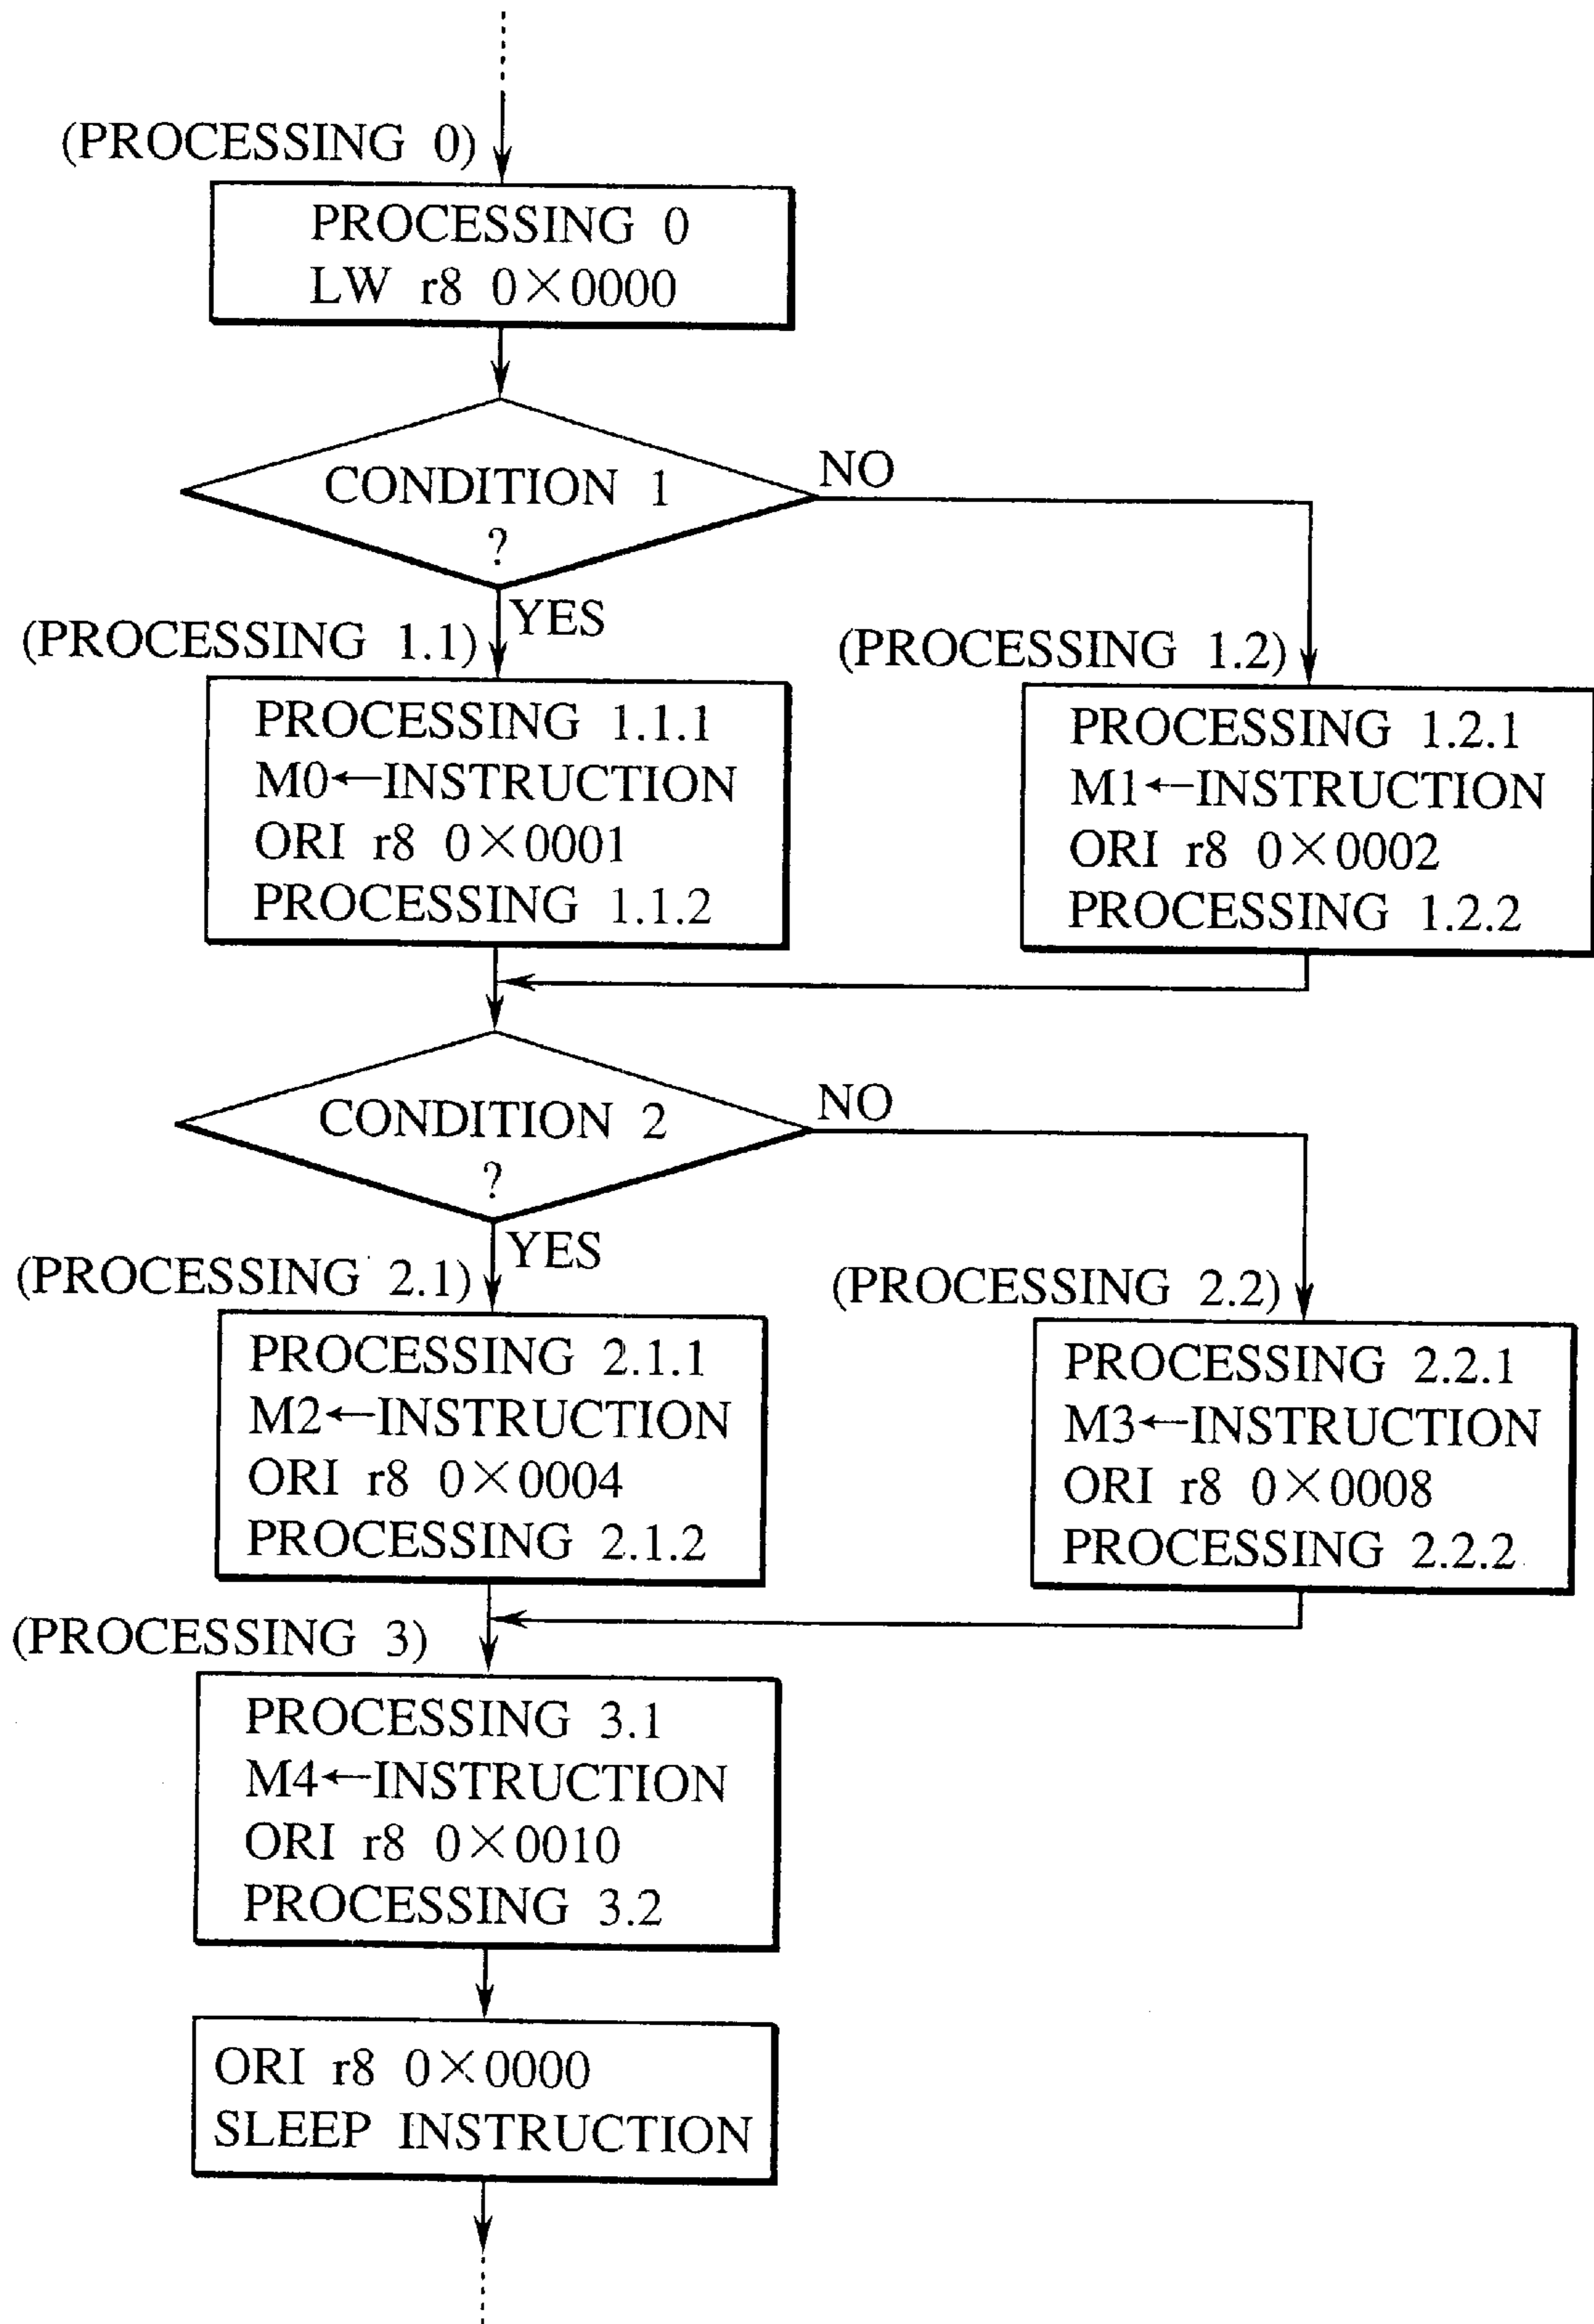 (PROCESSING 0)
PROCESSING 0
LW r8 0×0000
CONDITION 1
?
NO
YES
(PROCESSING 1.1)
PROCESSING 1.1.1
M0←INSTRUCTION
ORI r8 0×0001
PROCESSING 1.1.2
(PROCESSING 1.2)
PROCESSING 1.2.1
M1←INSTRUCTION
ORI r8 0×0002
PROCESSING 1.2.2
CONDITION 2
?
NO
YES
(PROCESSING 2.1)
PROCESSING 2.1.1
M2←INSTRUCTION
ORI r8 0×0004
PROCESSING 2.1.2
(PROCESSING 2.2)
PROCESSING 2.2.1
M3←INSTRUCTION
ORI r8 0×0008
PROCESSING 2.2.2
(PROCESSING 3)
PROCESSING 3.1
M4←INSTRUCTION
ORI r8 0×0010
PROCESSING 3.2
ORI r8 0×0000
SLEEP INSTRUCTION